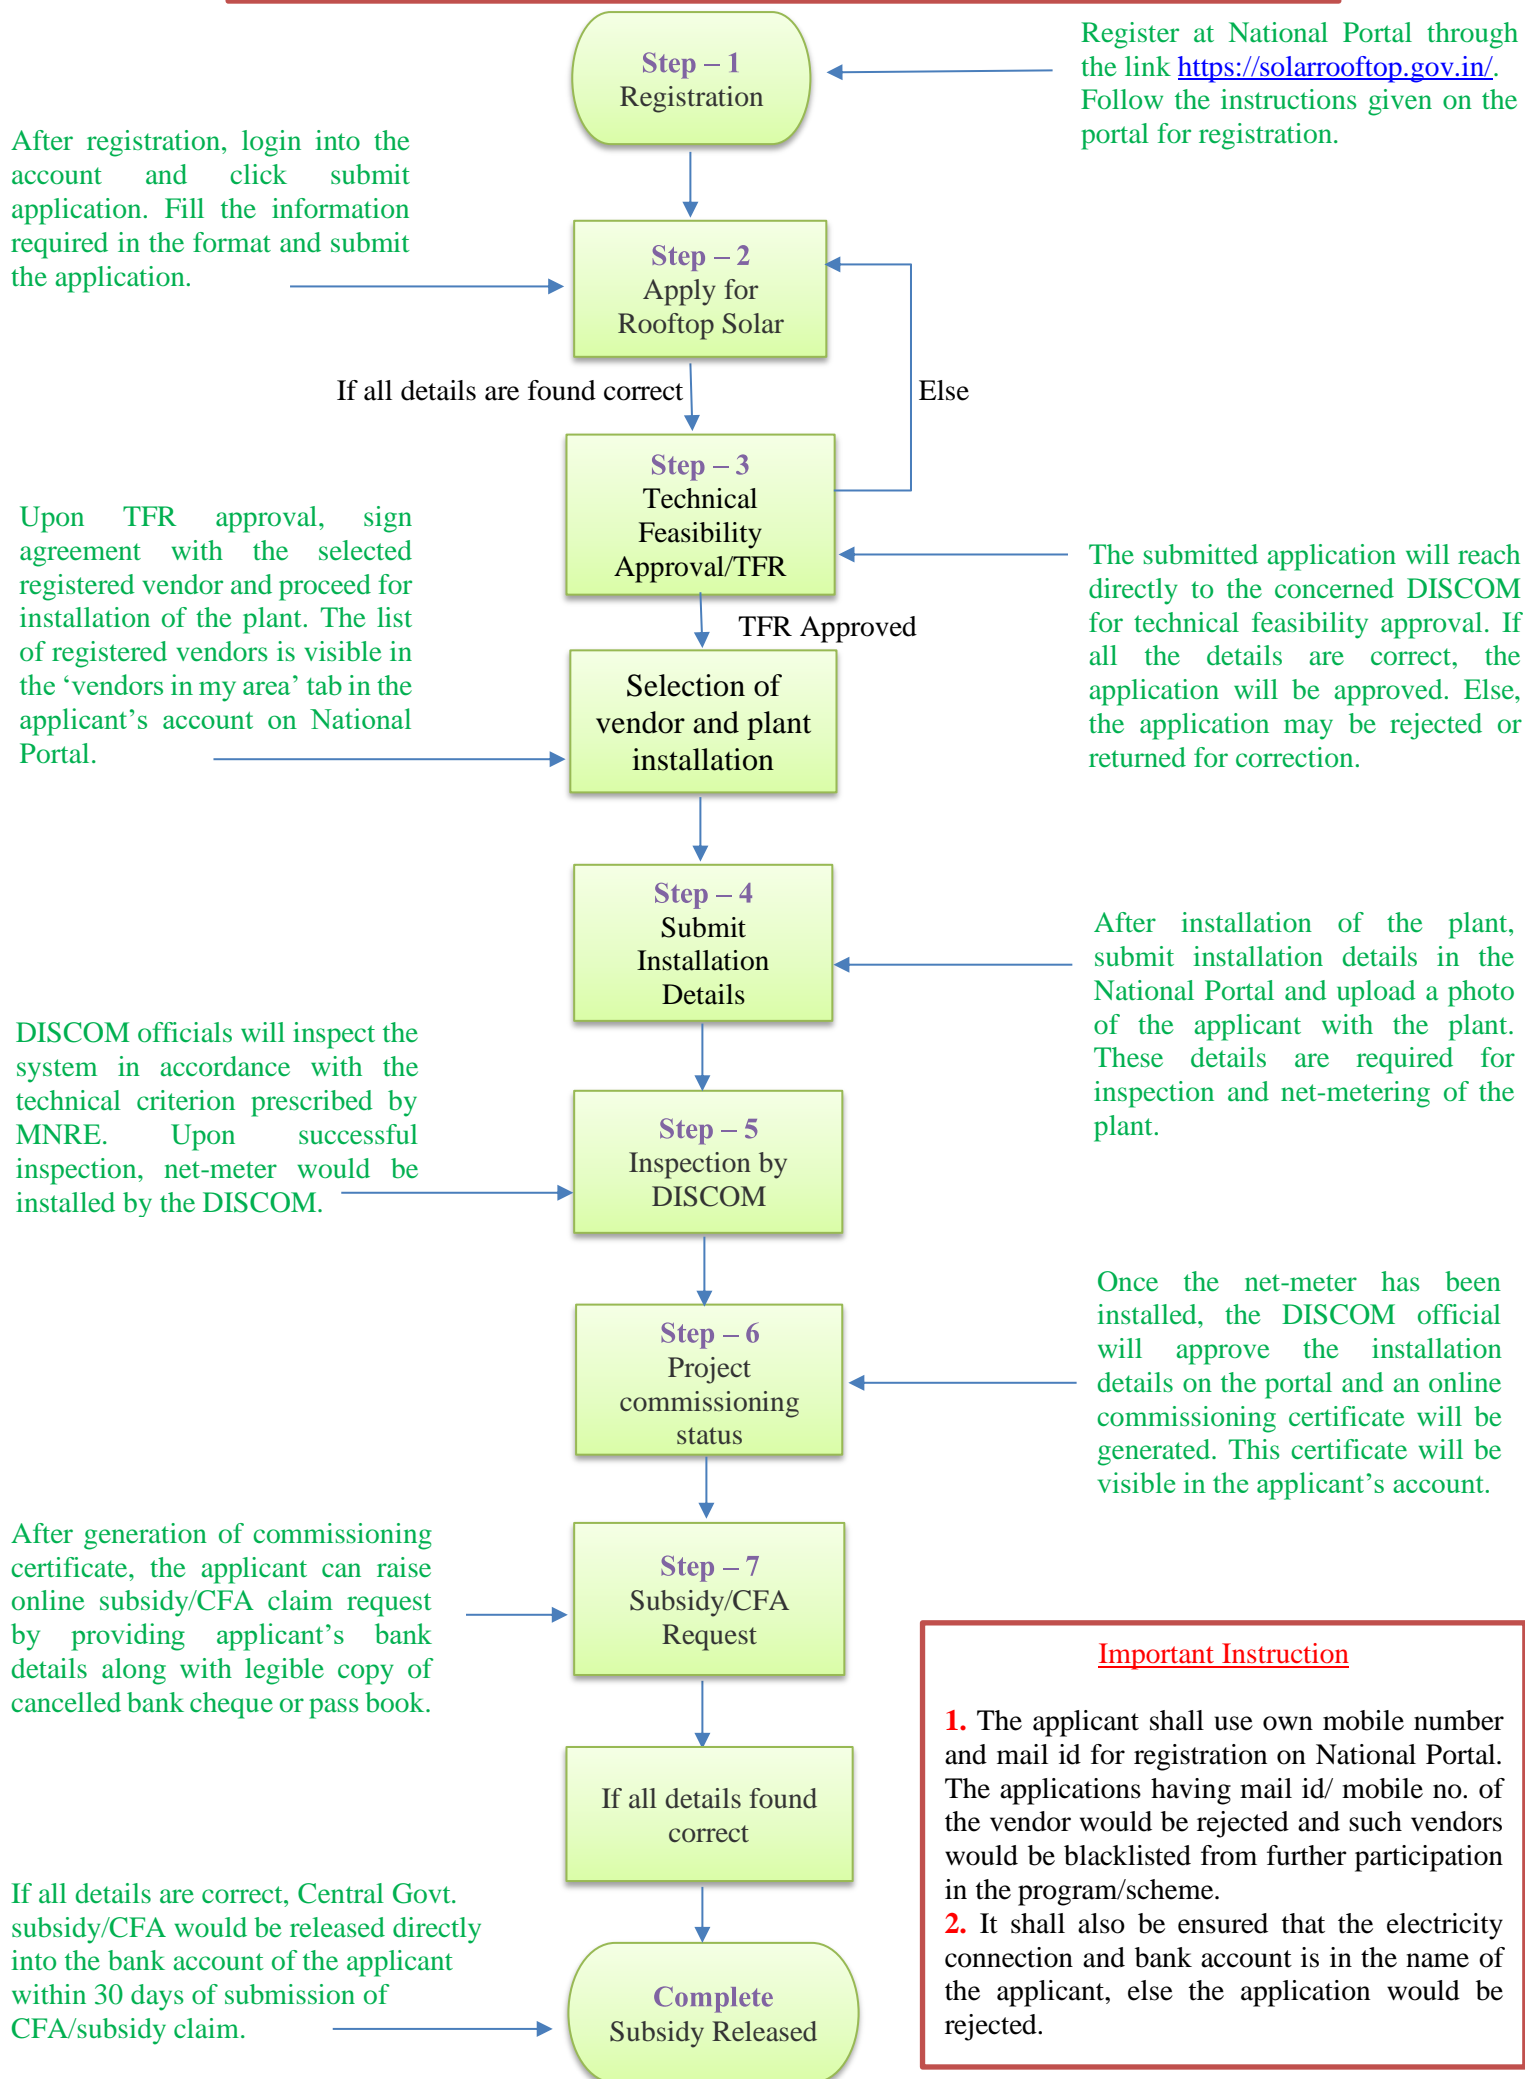 Step – 1
Registration
Register at National Portal through
the link https://solarrooftop.gov.in/.
Follow the instructions given on the
portal for registration.
After registration, login into the
account and click submit
application. Fill the information
required in the format and submit
the application.
Step – 2
Apply for
Rooftop Solar
If all details are found correct
Else
Step – 3
Technical
Feasibility
Approval/TFR
Upon TFR approval, sign
agreement with the selected
registered vendor and proceed for
installation of the plant. The list
of registered vendors is visible in
the ‘vendors in my area’ tab in the
applicant’s account on National
Portal.
The submitted application will reach
directly to the concerned DISCOM
for technical feasibility approval. If
all the details are correct, the
application will be approved. Else,
the application may be rejected or
returned for correction.
TFR Approved
Selection of
vendor and plant
installation
Step – 4
Submit
Installation
Details
After installation of the plant,
submit installation details in the
National Portal and upload a photo
of the applicant with the plant.
These details are required for
inspection and net-metering of the
plant.
DISCOM officials will inspect the
system in accordance with the
technical criterion prescribed by
MNRE. Upon successful
inspection, net-meter would be
installed by the DISCOM.
Step – 5
Inspection by
DISCOM
Once the net-meter has been
installed, the DISCOM official
will approve the installation
details on the portal and an online
commissioning certificate will be
generated. This certificate will be
visible in the applicant’s account.
Step – 6
Project
commissioning
status
After generation of commissioning
certificate, the applicant can raise
online subsidy/CFA claim request
by providing applicant’s bank
details along with legible copy of
cancelled bank cheque or pass book.
Step – 7
Subsidy/CFA
Request
If all details found
correct
If all details are correct, Central Govt.
subsidy/CFA would be released directly
into the bank account of the applicant
within 30 days of submission of
CFA/subsidy claim.
Complete
Subsidy Released
Important Instruction
1. The applicant shall use own mobile number
and mail id for registration on National Portal.
The applications having mail id/ mobile no. of
the vendor would be rejected and such vendors
would be blacklisted from further participation
in the program/scheme.
2. It shall also be ensured that the electricity
connection and bank account is in the name of
the applicant, else the application would be
rejected.